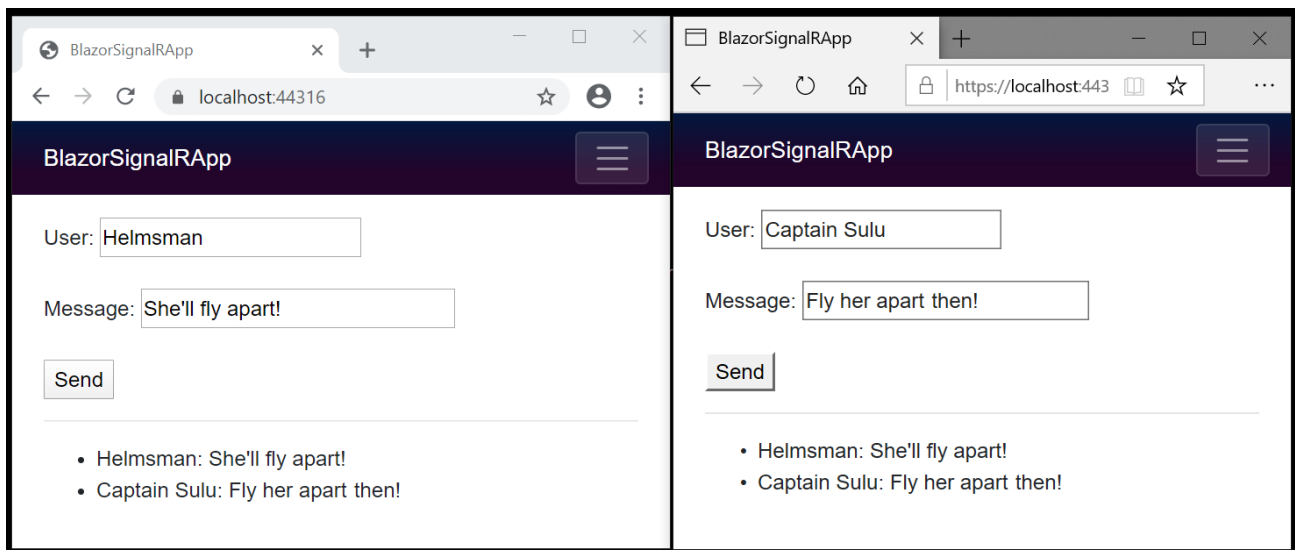 BlazorSignalRApp
localhost:44316
BlazorSignalRApp
User: Helmsman
Message: She'll fly apart!
Send
• Helmsman: She'll fly apart!
• Captain Sulu: Fly her apart then!
BlazorSignalRApp
https://localhost:443
BlazorSignalRApp
User: Captain Sulu
Message: Fly her apart then!
Send
• Helmsman: She'll fly apart!
• Captain Sulu: Fly her apart then!